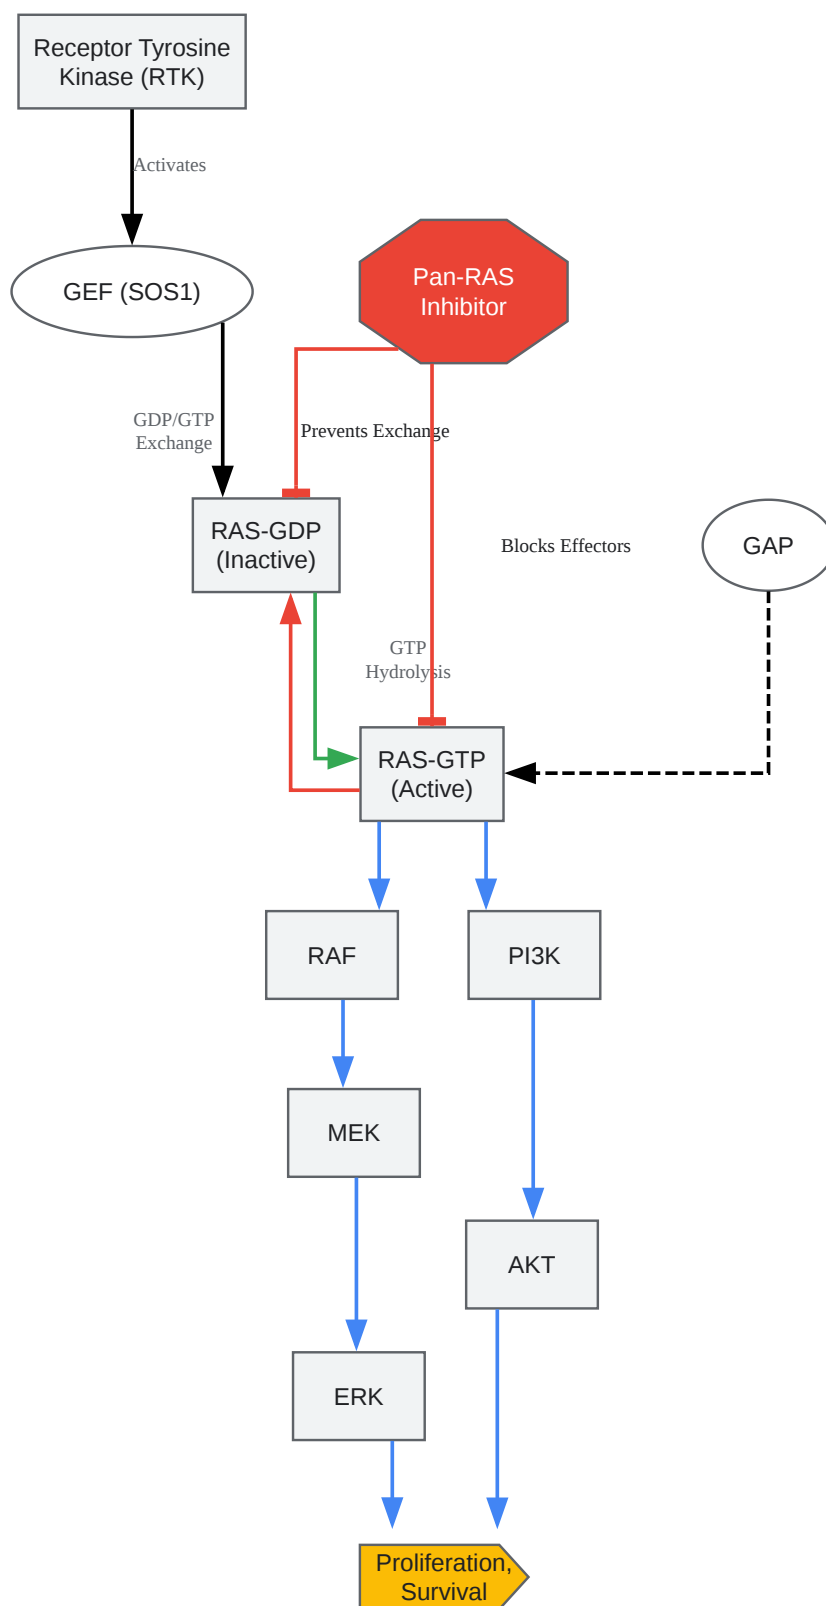 Receptor Tyrosine
Kinase (RTK)
Activates
GEF (SOS1)
Pan-RAS
Inhibitor
GDP/GTP
Exchange
Prevents Exchange
RAS-GDP
(Inactive)
Blocks Effectors
GAP
GTP
Hydrolysis
RAS-GTP
(Active)
RAF
PI3K
MEK
AKT
ERK
Proliferation,
Survival